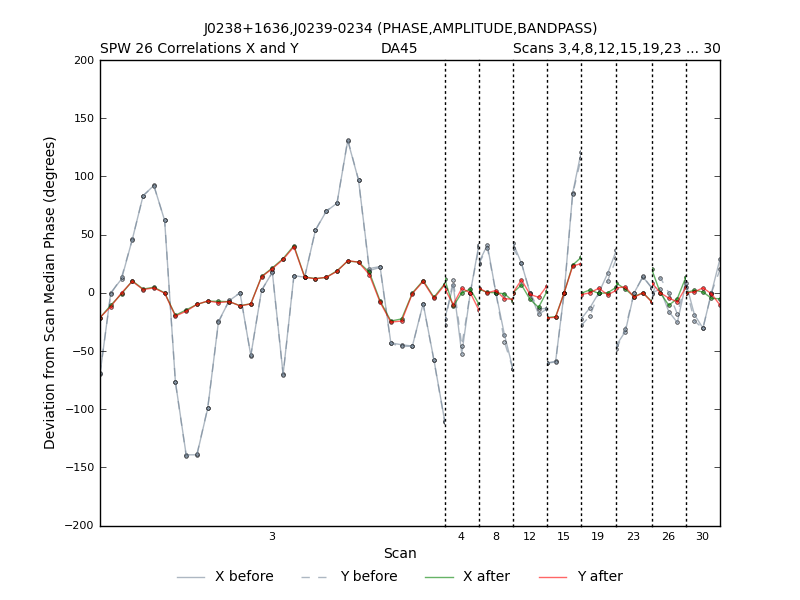 J0238+1636,J0239-0234 (PHASE,AMPLITUDE,BANDPASS)
SPW 26 Correlations X and Y DA45 Scans 3,4,8,12,15,19,23 ... 30
200
150
100
50
0
−50
−100
−150
−200
Deviation from Scan Median Phase (degrees)
3 4 8 12 15 19 23 26 30
Scan
X before Y before X after Y after